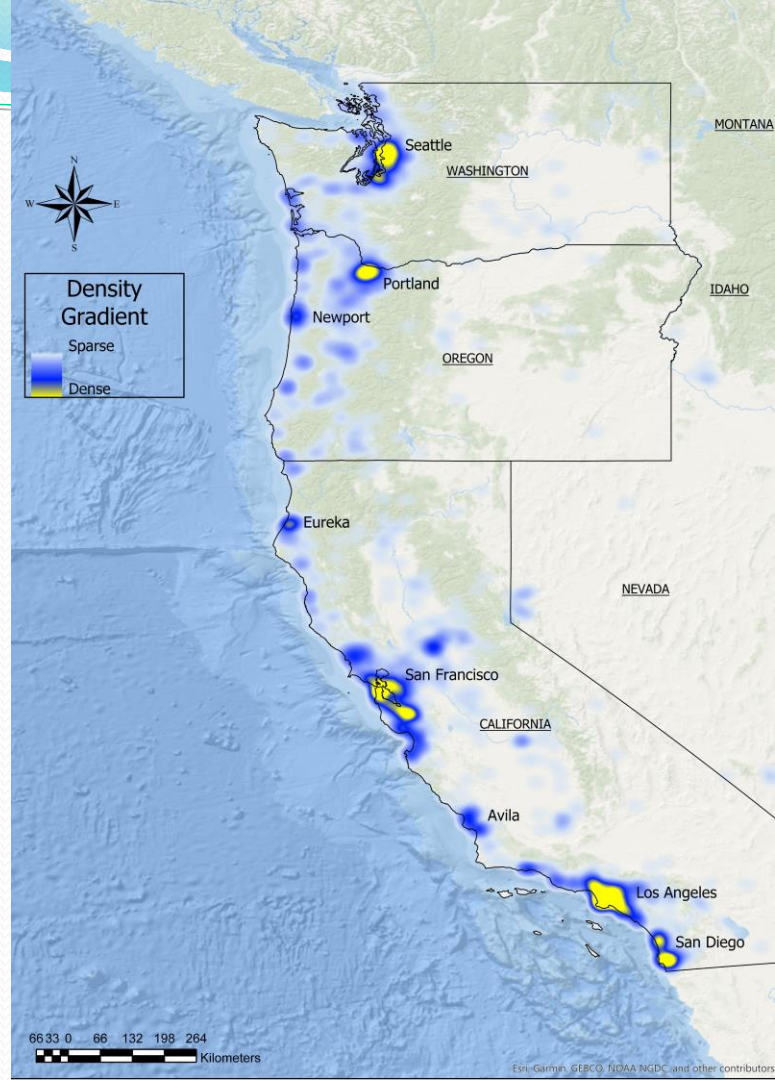 MONTANA
Seattle
WASHINGTON
N
W
E
S
Density
Gradient
Sparse
Dense
Portland
IDAHO
Newport
OREGON
Eureka
NEVADA
San Francisco
CALIFORNIA
Avila
Los Angeles
San Diego
66 33 0 66 132 198 264
Kilometers
Esri, Garmin, GEBCO, NOAA NGDC, and other contributors